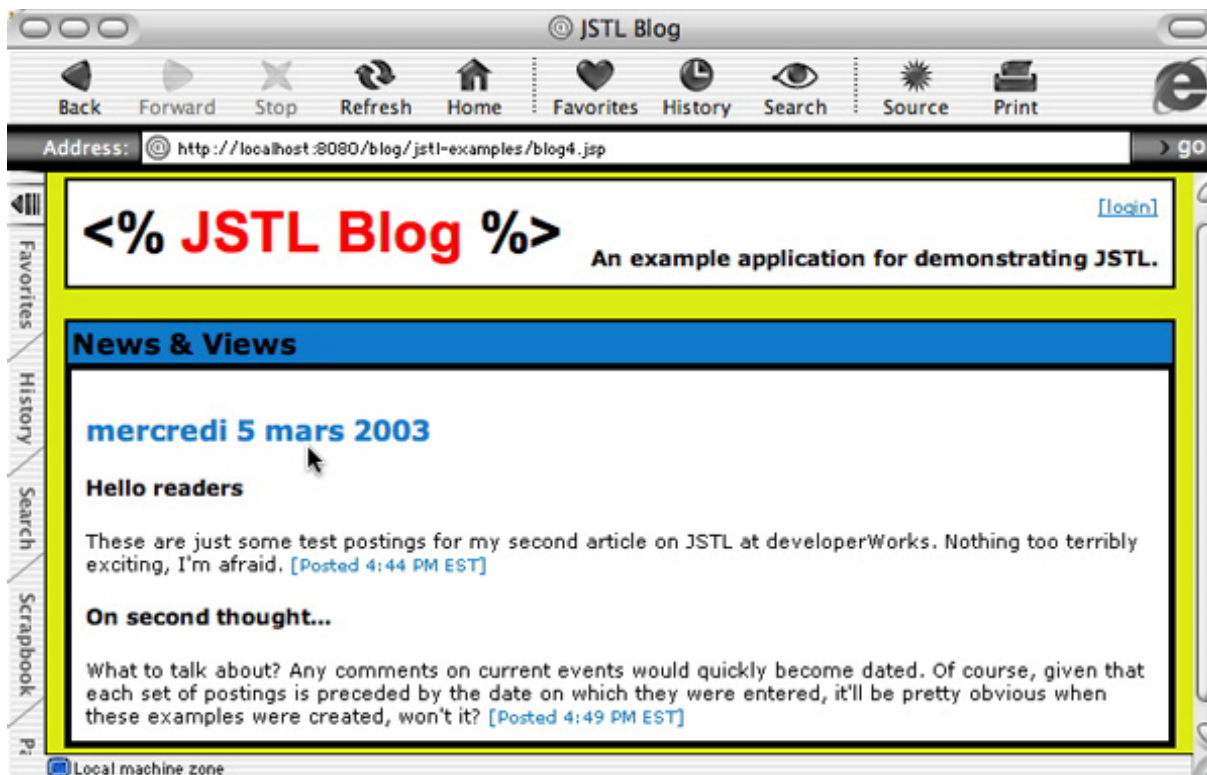 JSTL Blog
Back Forward Stop Refresh Home Favorites History Search Source Print
Address: http://localhost:8080/blog/jstl-examples/blog4.jsp go
Favorites
History
Search
Scrapbook
[login]
<% JSTL Blog %>
An example application for demonstrating JSTL.
News & Views
mercredi 5 mars 2003
Hello readers
These are just some test postings for my second article on JSTL at developerWorks. Nothing too terribly
exciting, I'm afraid. [Posted 4:44 PM EST]
On second thought...
What to talk about? Any comments on current events would quickly become dated. Of course, given that
each set of postings is preceded by the date on which they were entered, it'll be pretty obvious when
these examples were created, won't it? [Posted 4:49 PM EST]
Local machine zone